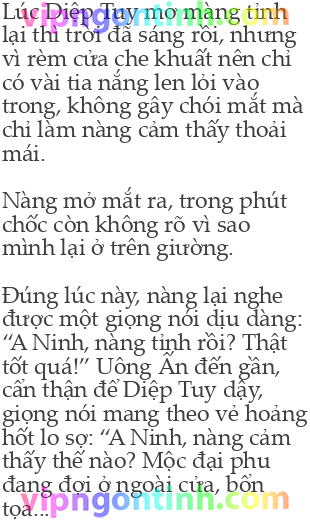 vipngontinh.com
Lúc Diệp Tuy mơ màng tỉnh
lại thì trời đã sáng rồi, nhưng
vì rèm cửa che khuất nên chỉ
có vài tia nắng len lỏi vào
trong, không gây chói mắt mà
chỉ làm nàng cảm thấy thoải
mái.
Nàng mở mắt ra, trong phút
chốc còn không rõ vì sao
mình lại ở trên giường.
Đúng lúc này, nàng lại nghe
được một giọng nói dịu dàng:
“A Ninh, nàng tỉnh rồi? Thật
tốt quá!” Uông Ấn đến gần,
cẩn thận để Diệp Tuy dậy,
giọng nói mang theo vẻ hoảng
hốt lo sợ: “A Ninh, nàng cảm
thấy thế nào? Mộc đại phu
đang đợi ở ngoài cửa, bổn
tọa...
vipngontinh.com